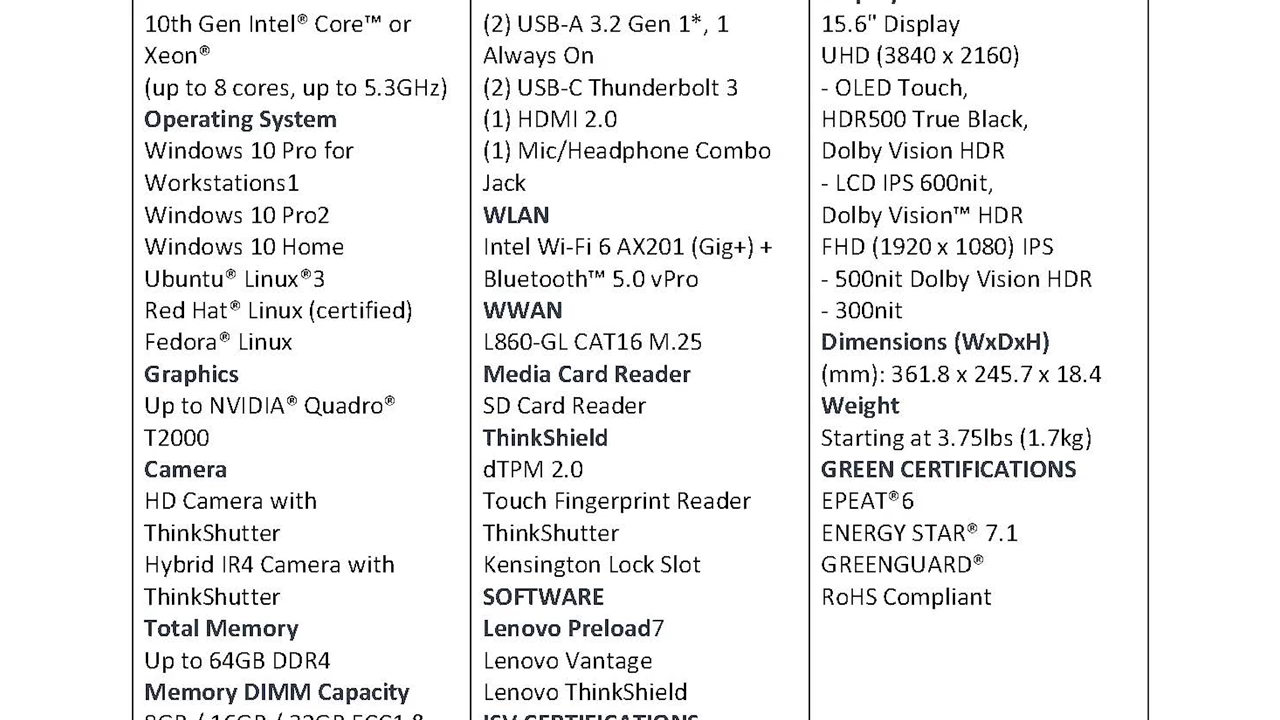 10th Gen Intel® Core™ or
Xeon®
(up to 8 cores, up to 5.3GHz)
Operating System
Windows 10 Pro for
Workstations1
Windows 10 Pro2
Windows 10 Home
Ubuntu® Linux®3
Red Hat® Linux (certified)
Fedora® Linux
Graphics
Up to NVIDIA® Quadro®
T2000
Camera
HD Camera with
ThinkShutter
Hybrid IR4 Camera with
ThinkShutter
Total Memory
Up to 64GB DDR4
Memory DIMM Capacity
(2) USB-A 3.2 Gen 1*, 1
Always On
(2) USB-C Thunderbolt 3
(1) HDMI 2.0
(1) Mic/Headphone Combo
Jack
WLAN
Intel Wi-Fi 6 AX201 (Gig+) +
Bluetooth™ 5.0 vPro
WWAN
L860-GL CAT16 M.25
Media Card Reader
SD Card Reader
ThinkShield
dTPM 2.0
Touch Fingerprint Reader
ThinkShutter
Kensington Lock Slot
SOFTWARE
Lenovo Preload7
Lenovo Vantage
Lenovo ThinkShield
ISV CERTIFICATIONS
15.6" Display
UHD (3840 x 2160)
- OLED Touch,
HDR500 True Black,
Dolby Vision HDR
- LCD IPS 600nit,
Dolby Vision™ HDR
FHD (1920 x 1080) IPS
- 500nit Dolby Vision HDR
- 300nit
Dimensions (WxDxH)
(mm): 361.8 x 245.7 x 18.4
Weight
Starting at 3.75lbs (1.7kg)
GREEN CERTIFICATIONS
EPEAT®6
ENERGY STAR® 7.1
GREENGUARD®
RoHS Compliant